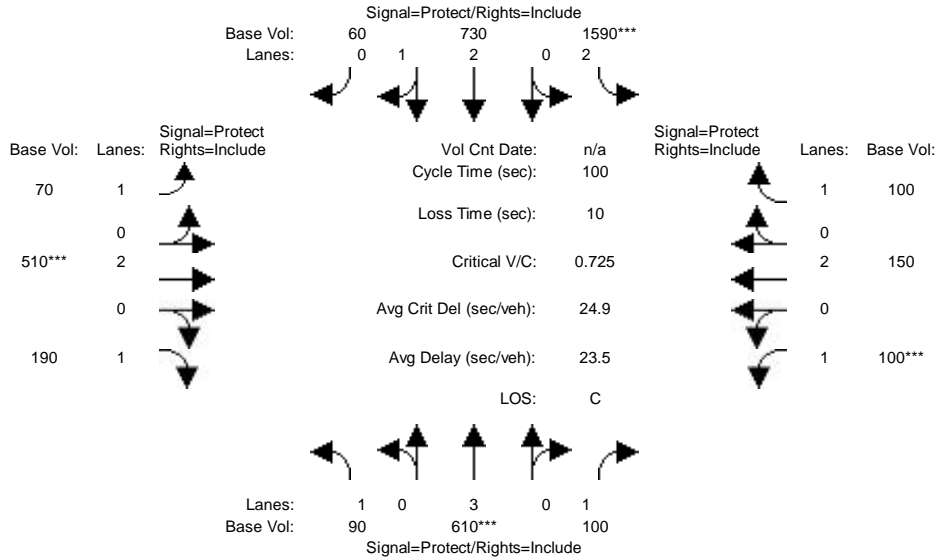 Signal=Protect/Rights=Include
Base Vol: 60 730 1590***
Lanes: 0 1 2 0 2
Signal=Protect
Base Vol: Lanes: Rights=Include
Vol Cnt Date: n/a
Signal=Protect
Rights=Include Lanes: Base Vol:
Cycle Time (sec): 100
70 1
1 100
Loss Time (sec): 10
0
0
510*** 2
Critical V/C: 0.725
2 150
0
Avg Crit Del (sec/veh): 24.9
0
190 1
Avg Delay (sec/veh): 23.5
1 100***
LOS: C
Lanes: 1 0 3 0 1
Base Vol: 90 610*** 100
Signal=Protect/Rights=Include